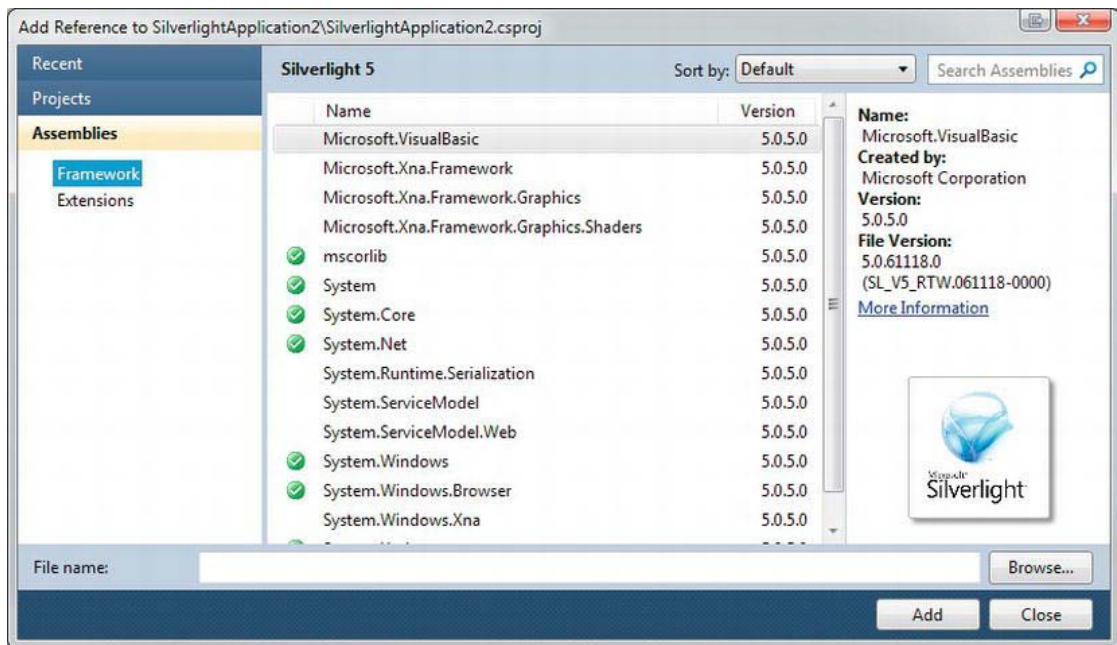 Add Reference to SilverlightApplication2\SilverlightApplication2.csproj
Recent
Projects
Assemblies
Framework
Extensions
Silverlight 5
Sort by: Default
Search Assemblies
Name Version
Microsoft.VisualBasic 5.0.5.0
Microsoft.Xna.Framework 5.0.5.0
Microsoft.Xna.Framework.Graphics 5.0.5.0
Microsoft.Xna.Framework.Graphics.Shaders 5.0.5.0
mscorlib 5.0.5.0
System 5.0.5.0
System.Core 5.0.5.0
System.Net 5.0.5.0
System.Runtime.Serialization 5.0.5.0
System.ServiceModel 5.0.5.0
System.ServiceModel.Web 5.0.5.0
System.Windows 5.0.5.0
System.Windows.Browser 5.0.5.0
System.Windows.Xna 5.0.5.0
Name:
Microsoft.VisualBasic
Created by:
Microsoft Corporation
Version:
5.0.5.0
File Version:
5.0.61118.0
(SL_V5_RTW.061118-0000)
More Information
Microsoft
Silverlight
File name:
Browse...
Add
Close